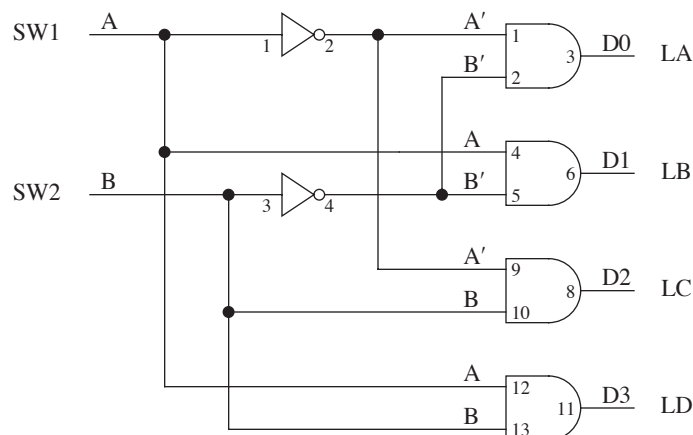 SW1 A 1 2 A′ 1 3 D0 LA
B′ 2
A 4 6 D1 LB
SW2 B 3 4 B′ 5
A′ 9 8 D2 LC
B 10
A 12 11 D3 LD
B 13